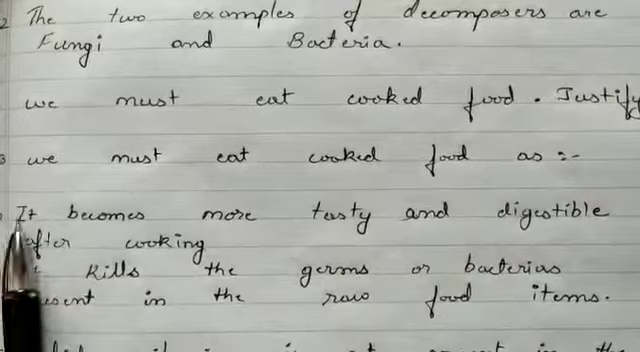 2 The two examples of decomposers are
Fungi and Bacteria.
we must eat cooked food. Justify
3 we must eat cooked food as :-
It becomes more tasty and digestible
after cooking
kills the germs or bacterias
in the raw food items.